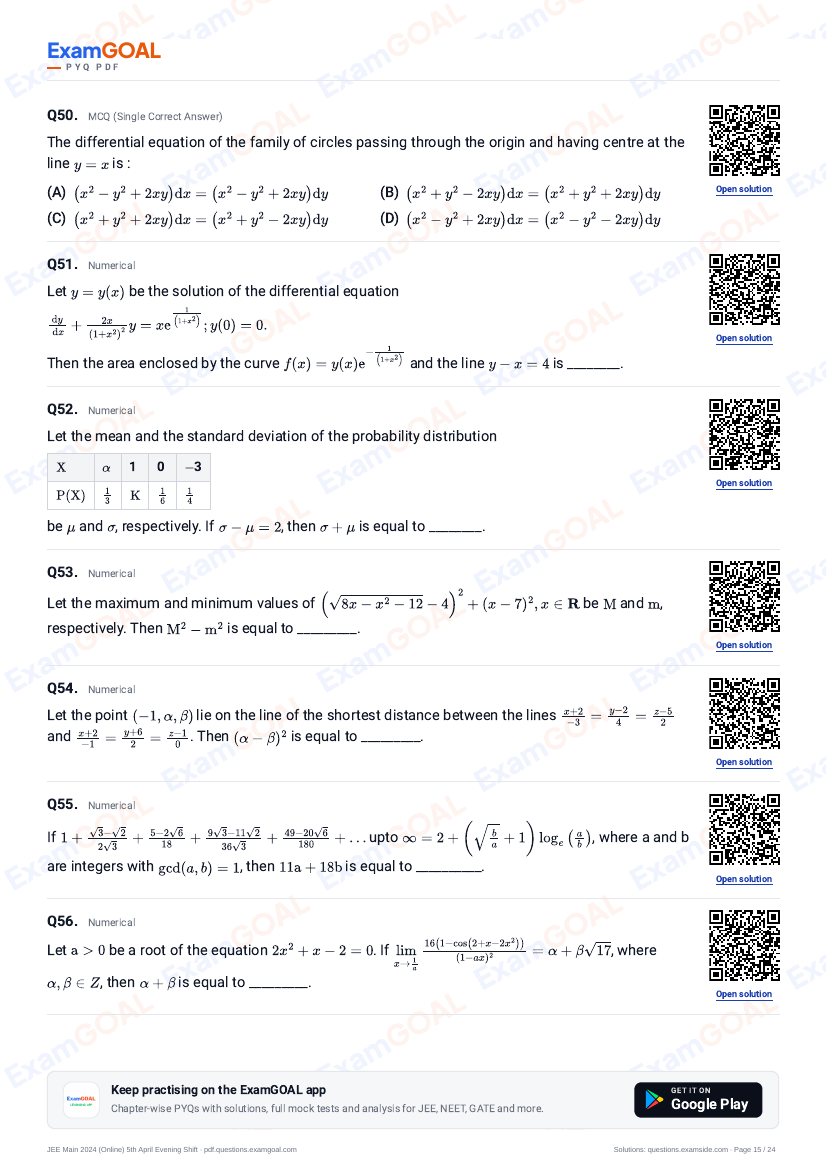 ExamGOAL
PYQ PDF
Q50. MCQ (Single Correct Answer)
The differential equation of the family of circles passing through the origin and having centre at the
line y = x is :
(A) (x² − y² + 2xy)dx = (x² − y² + 2xy)dy (B) (x² + y² − 2xy)dx = (x² + y² + 2xy)dy
(C) (x² + y² + 2xy)dx = (x² + y² − 2xy)dy (D) (x² − y² + 2xy)dx = (x² − y² − 2xy)dy
Open solution
Q51. Numerical
Let y = y(x) be the solution of the differential equation
dy/dx + 2x/(1+x²)² y = xe^(1/(1+x²)); y(0) = 0.
Then the area enclosed by the curve f(x) = y(x)e^(−1/(1+x²)) and the line y − x = 4 is ________.
Open solution
Q52. Numerical
Let the mean and the standard deviation of the probability distribution
X α 1 0 −3
P(X) 1/3 K 1/6 1/4
be μ and σ, respectively. If σ − μ = 2, then σ + μ is equal to ________.
Open solution
Q53. Numerical
Let the maximum and minimum values of (√(8x − x² − 12) − 4)² + (x − 7)², x ∈ R be M and m,
respectively. Then M² − m² is equal to _________.
Open solution
Q54. Numerical
Let the point (−1, α, β) lie on the line of the shortest distance between the lines (x+2)/−3 = (y−2)/4 = (z−5)/2
and (x+2)/−1 = (y+6)/2 = (z−1)/0. Then (α − β)² is equal to _________.
Open solution
Q55. Numerical
If 1 + (√3−√2)/(2√3) + (5−2√6)/18 + (9√3−11√2)/(36√3) + (49−20√6)/180 + … upto ∞ = 2 + (√(b/a) + 1) logₑ (a/b), where a and b
are integers with gcd(a, b) = 1, then 11a + 18b is equal to __________.
Open solution
Q56. Numerical
Let a > 0 be a root of the equation 2x² + x − 2 = 0. If lim x→1/a 16(1−cos(2+x−2x²))/(1−ax)² = α + β√17, where
α, β ∈ Z, then α + β is equal to _________.
Open solution
Keep practising on the ExamGOAL app
Chapter-wise PYQs with solutions, full mock tests and analysis for JEE, NEET, GATE and more.
GET IT ON
Google Play
JEE Main 2024 (Online) 5th April Evening Shift · pdf.questions.examgoal.com
Solutions: questions.examside.com · Page 15 / 24